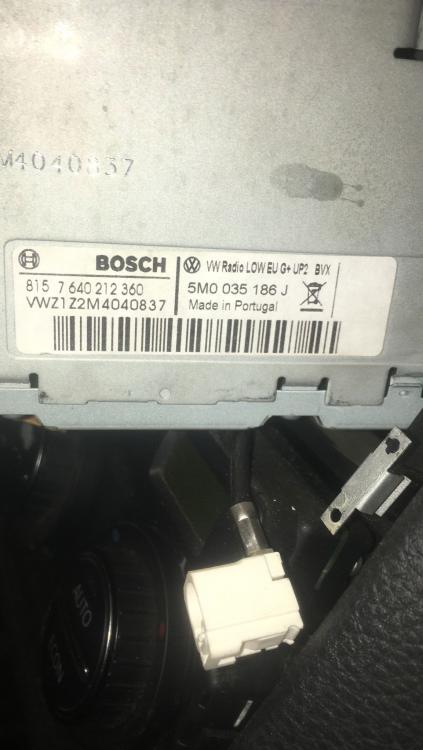 M4040837
BOSCH
VW Radio LOW EU G+ UP2 BVX
815 7 640 212 360
5M0 035 186 J
VWZ1Z2M4040837
Made in Portugal
AUTO
ECON